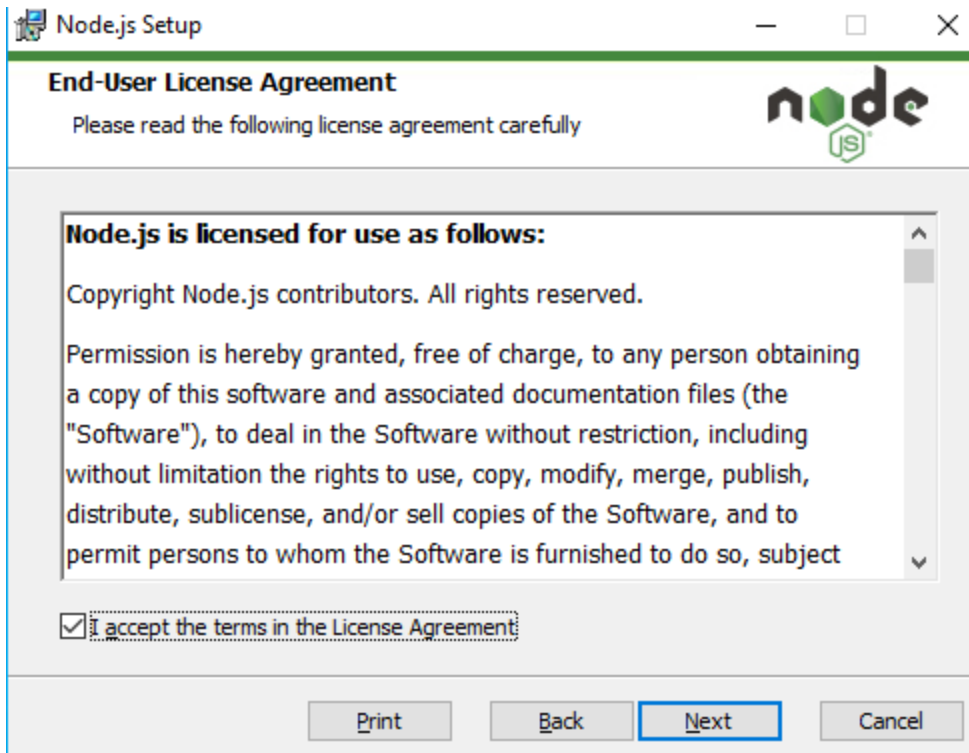 Node.js Setup
End-User License Agreement
Please read the following license agreement carefully
node
JS
Node.js is licensed for use as follows:
Copyright Node.js contributors. All rights reserved.
Permission is hereby granted, free of charge, to any person obtaining
a copy of this software and associated documentation files (the
"Software"), to deal in the Software without restriction, including
without limitation the rights to use, copy, modify, merge, publish,
distribute, sublicense, and/or sell copies of the Software, and to
permit persons to whom the Software is furnished to do so, subject
I accept the terms in the License Agreement
Print Back Next Cancel